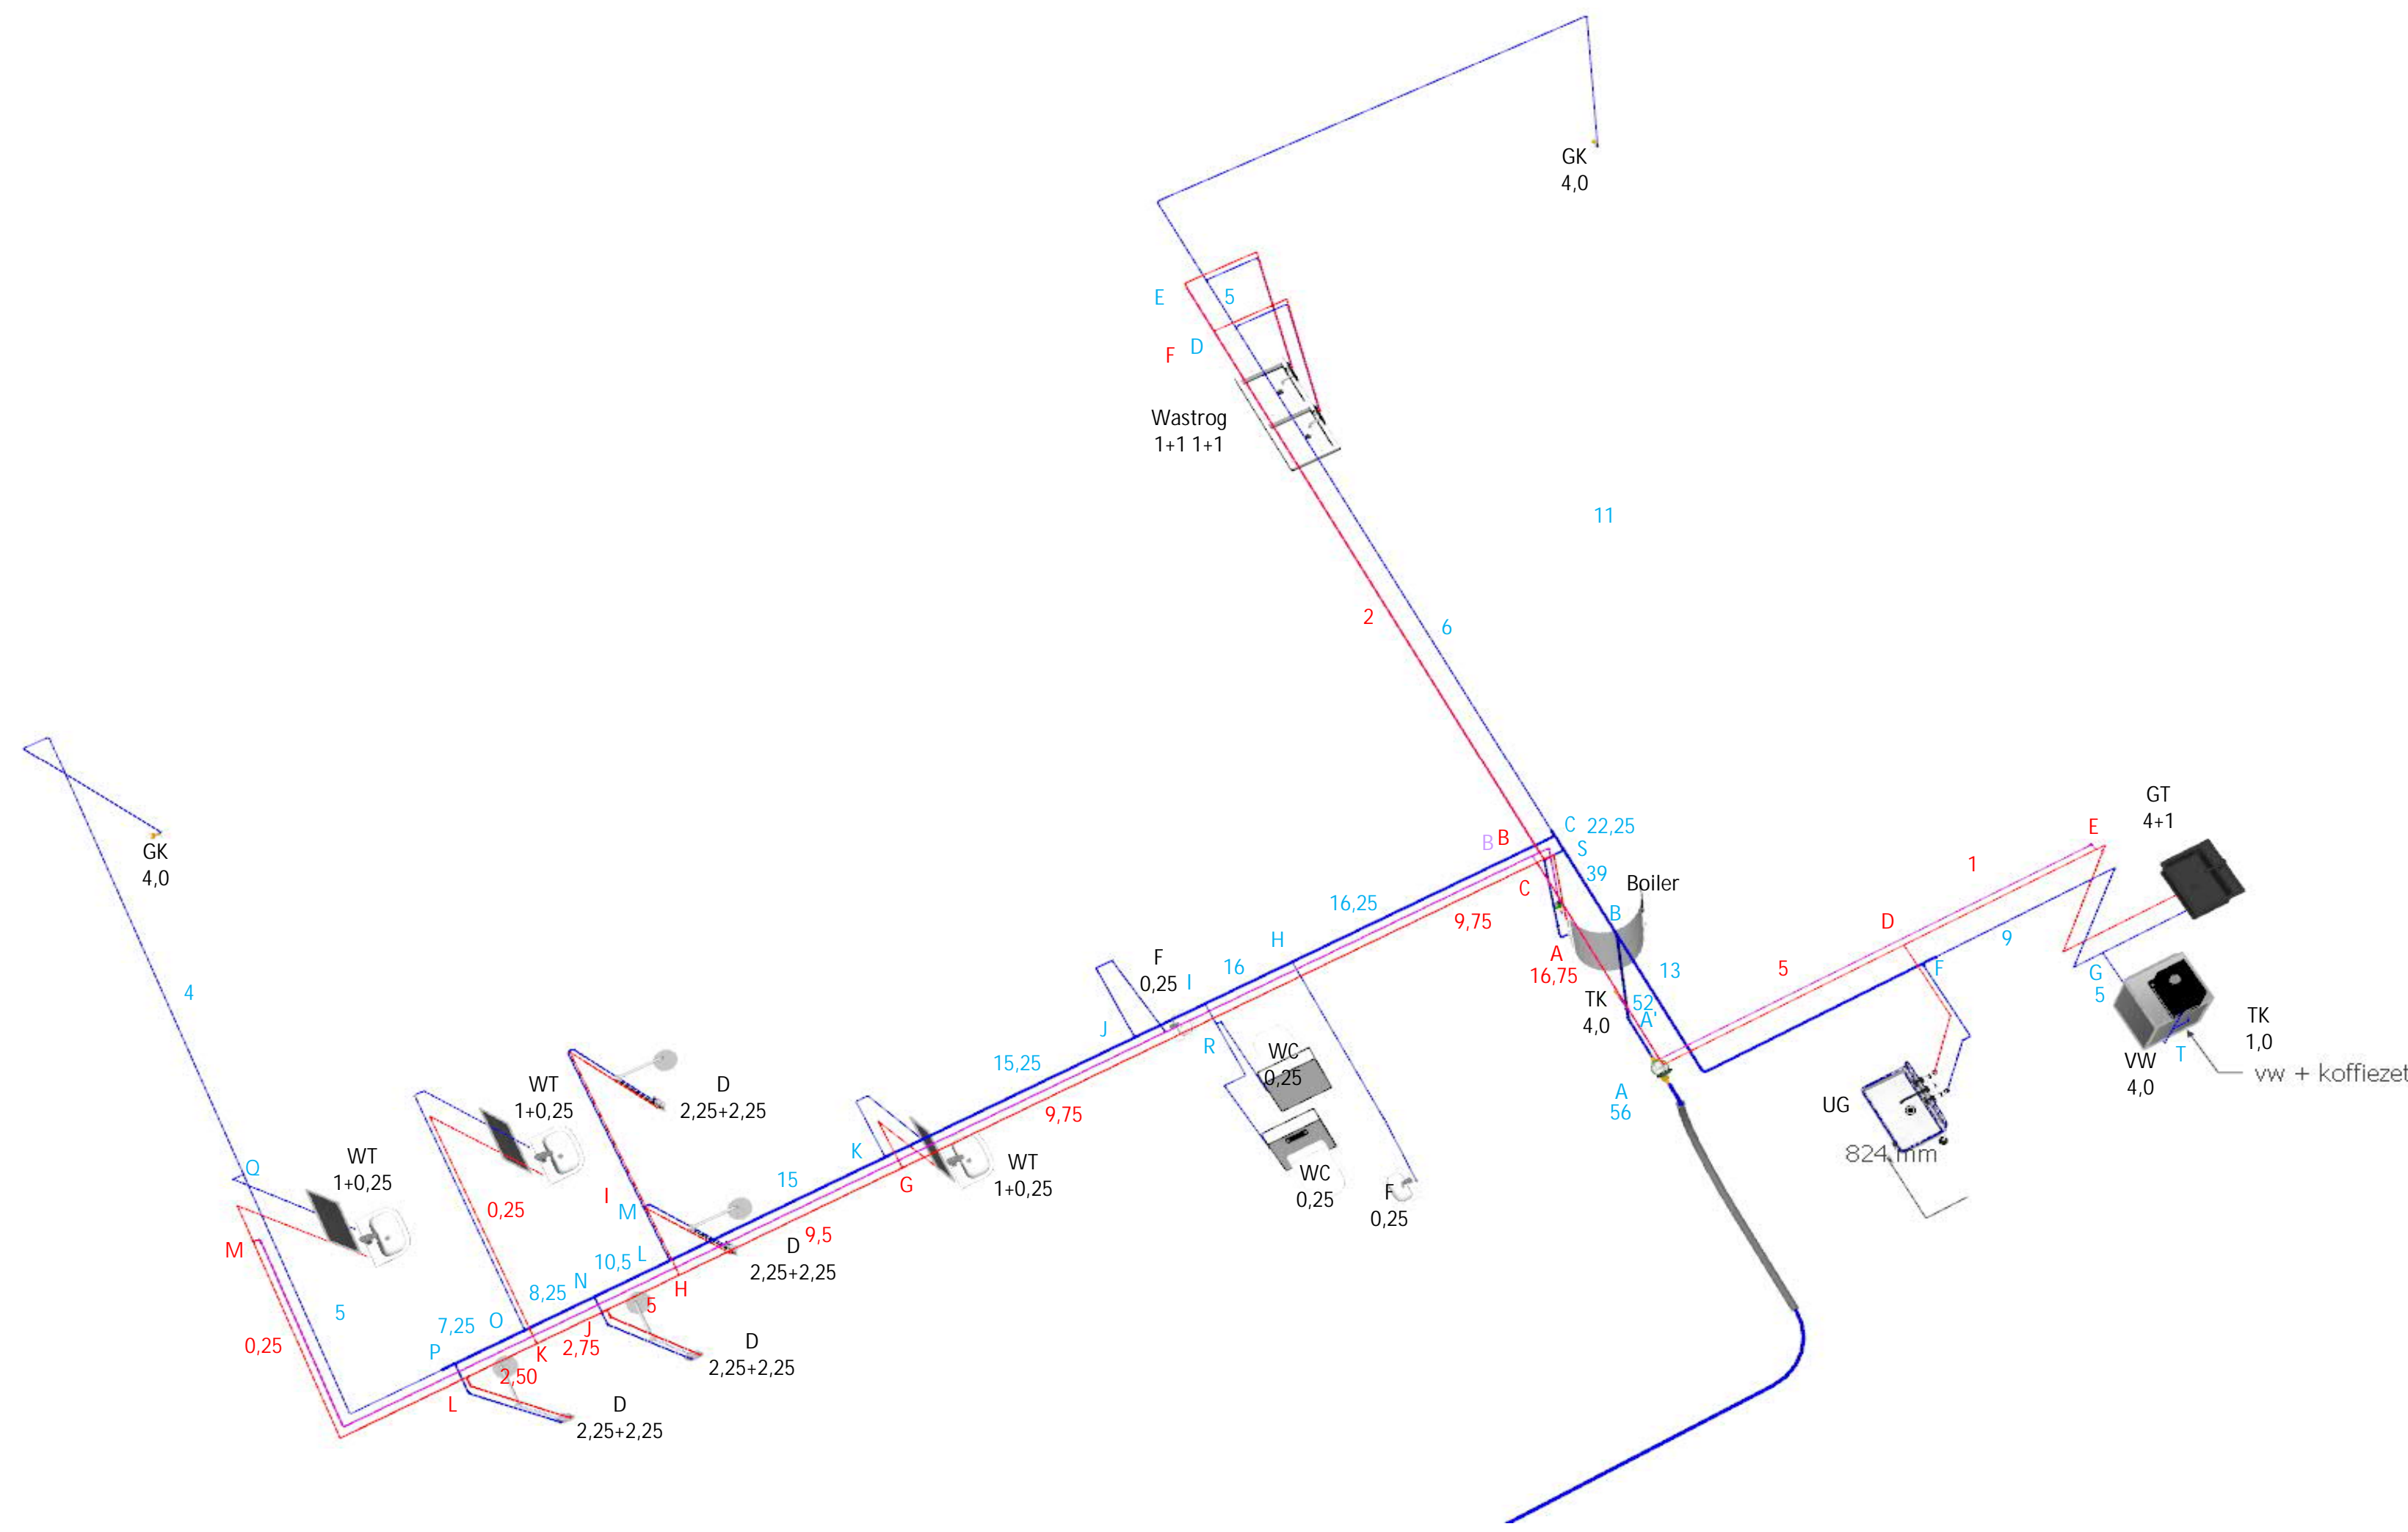 GK
4,0
E
5
D
F
Wastrog
1+1 1+1
11
2
6
C 22,25
B B
S
39
C
Boiler
B
16,25
9,75
A
16,75
13
TK
4,0
52
A'
A
56
GT
4+1
E
1
D
9
F
5
G
5
TK
1,0
T
VW
4,0
vw + koffiezet
UG
824 mm
H
16
F
0,25
I
J
R
WC
0,25
WC
0,25
F
0,25
15,25
9,75
K
G
WT
1+0,25
15
9,5
D
2,25+2,25
I
M
D
2,25+2,25
L
10,5
H
N
8,25
5
J
2,75
D
2,25+2,25
WT
1+0,25
0,25
O
7,25
K
P
2,50
L
D
2,25+2,25
GK
4,0
4
Q
WT
1+0,25
M
5
0,25